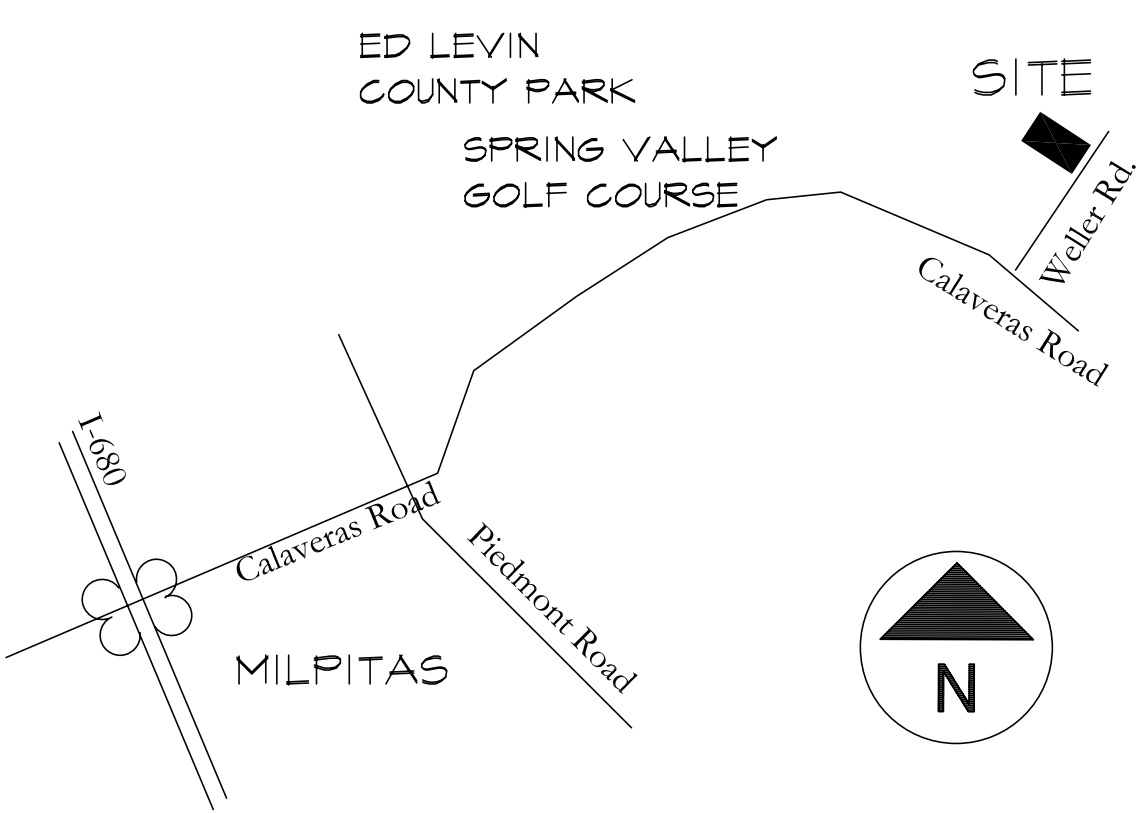 ED LEVIN
COUNTY PARK
SITE
SPRING VALLEY
GOLF COURSE
Weller Rd.
Calaveras Road
I-680
Calaveras Road
Piedmont Road
MILPITAS
N